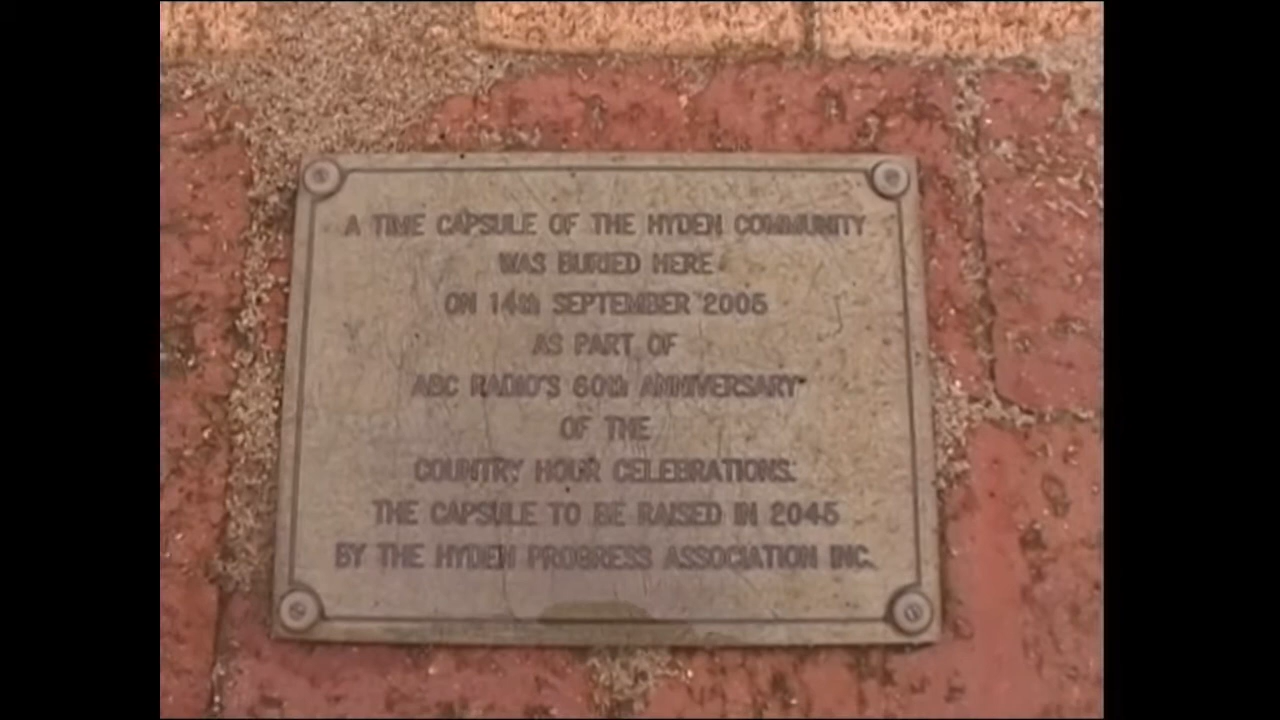 A TIME CAPSULE OF THE HYDEN COMMUNITY
WAS BURIED HERE
ON 14th SEPTEMBER 2005
AS PART OF
ABC RADIO'S 60th ANNIVERSARY
OF THE
COUNTRY HOUR CELEBRATIONS.
THE CAPSULE TO BE RAISED IN 2045
BY THE HYDEN PROGRESS ASSOCIATION INC.